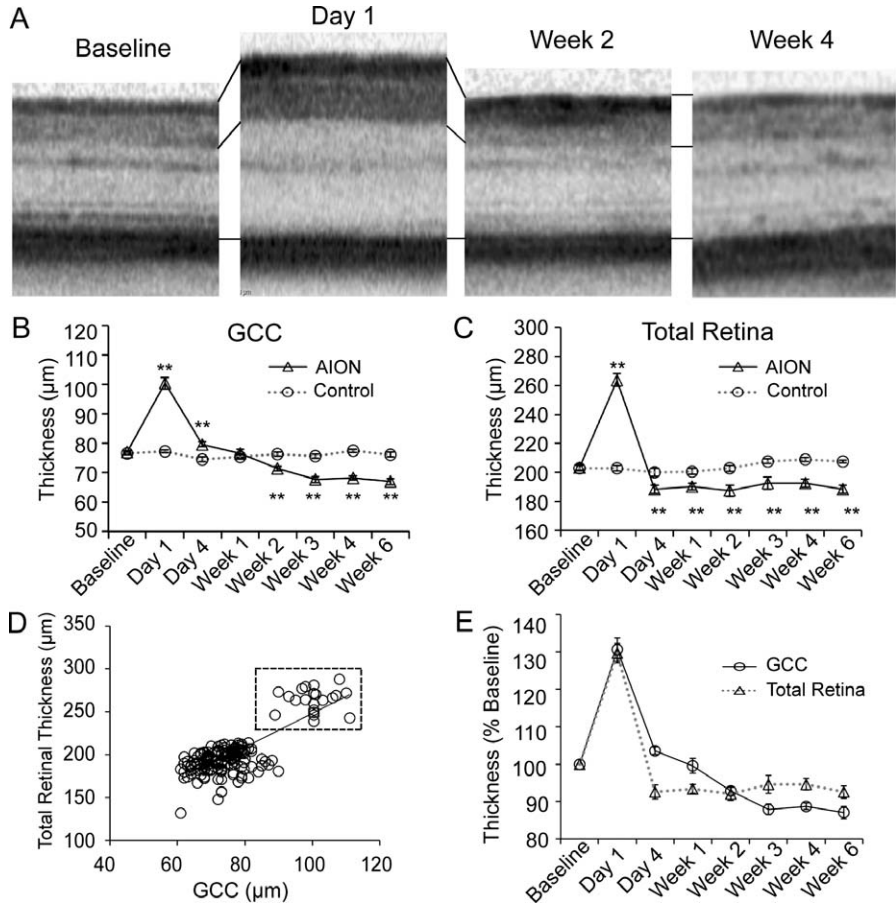 A
Baseline
Day 1
Week 2
Week 4
B
GCC
Thickness (µm)
120
110
100
90
80
70
60
50
**
**
** ** ** **
AION
Control
Baseline
Day 1
Day 4
Week 1
Week 2
Week 3
Week 4
Week 6
C
Total Retina
Thickness (µm)
300
280
260
240
220
200
180
160
**
** ** ** ** ** **
AION
Control
Baseline
Day 1
Day 4
Week 1
Week 2
Week 3
Week 4
Week 6
D
Total Retinal Thickness (µm)
350
300
250
200
150
100
40 60 80 100 120
GCC (µm)
E
Thickness (% Baseline)
140
130
120
110
100
90
80
GCC
Total Retina
Baseline
Day 1
Day 4
Week 1
Week 2
Week 3
Week 4
Week 6